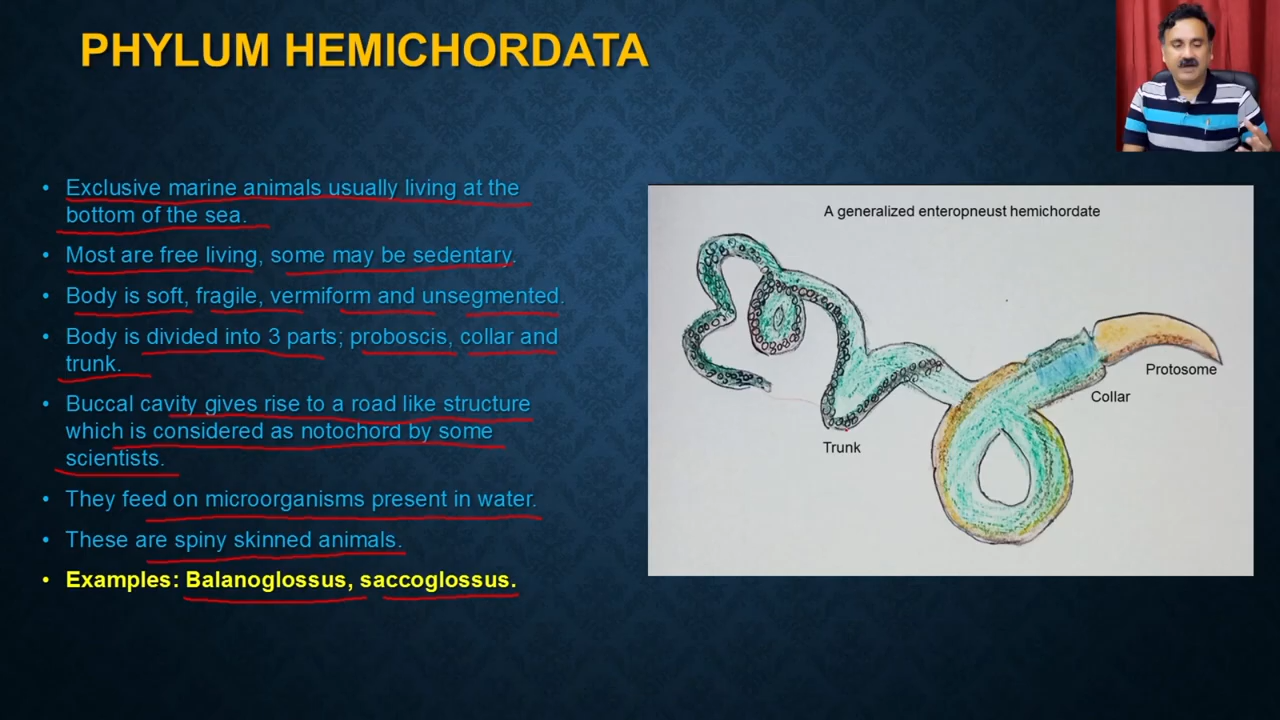 PHYLUM HEMICHORDATA
• Exclusive marine animals usually living at the
bottom of the sea.
• Most are free living, some may be sedentary.
• Body is soft, fragile, vermiform and unsegmented.
• Body is divided into 3 parts; proboscis, collar and
trunk.
• Buccal cavity gives rise to a road like structure
which is considered as notochord by some
scientists.
• They feed on microorganisms present in water.
• These are spiny skinned animals.
• Examples: Balanoglossus, saccoglossus.
A generalized enteropneust hemichordate
Protosome
Collar
Trunk